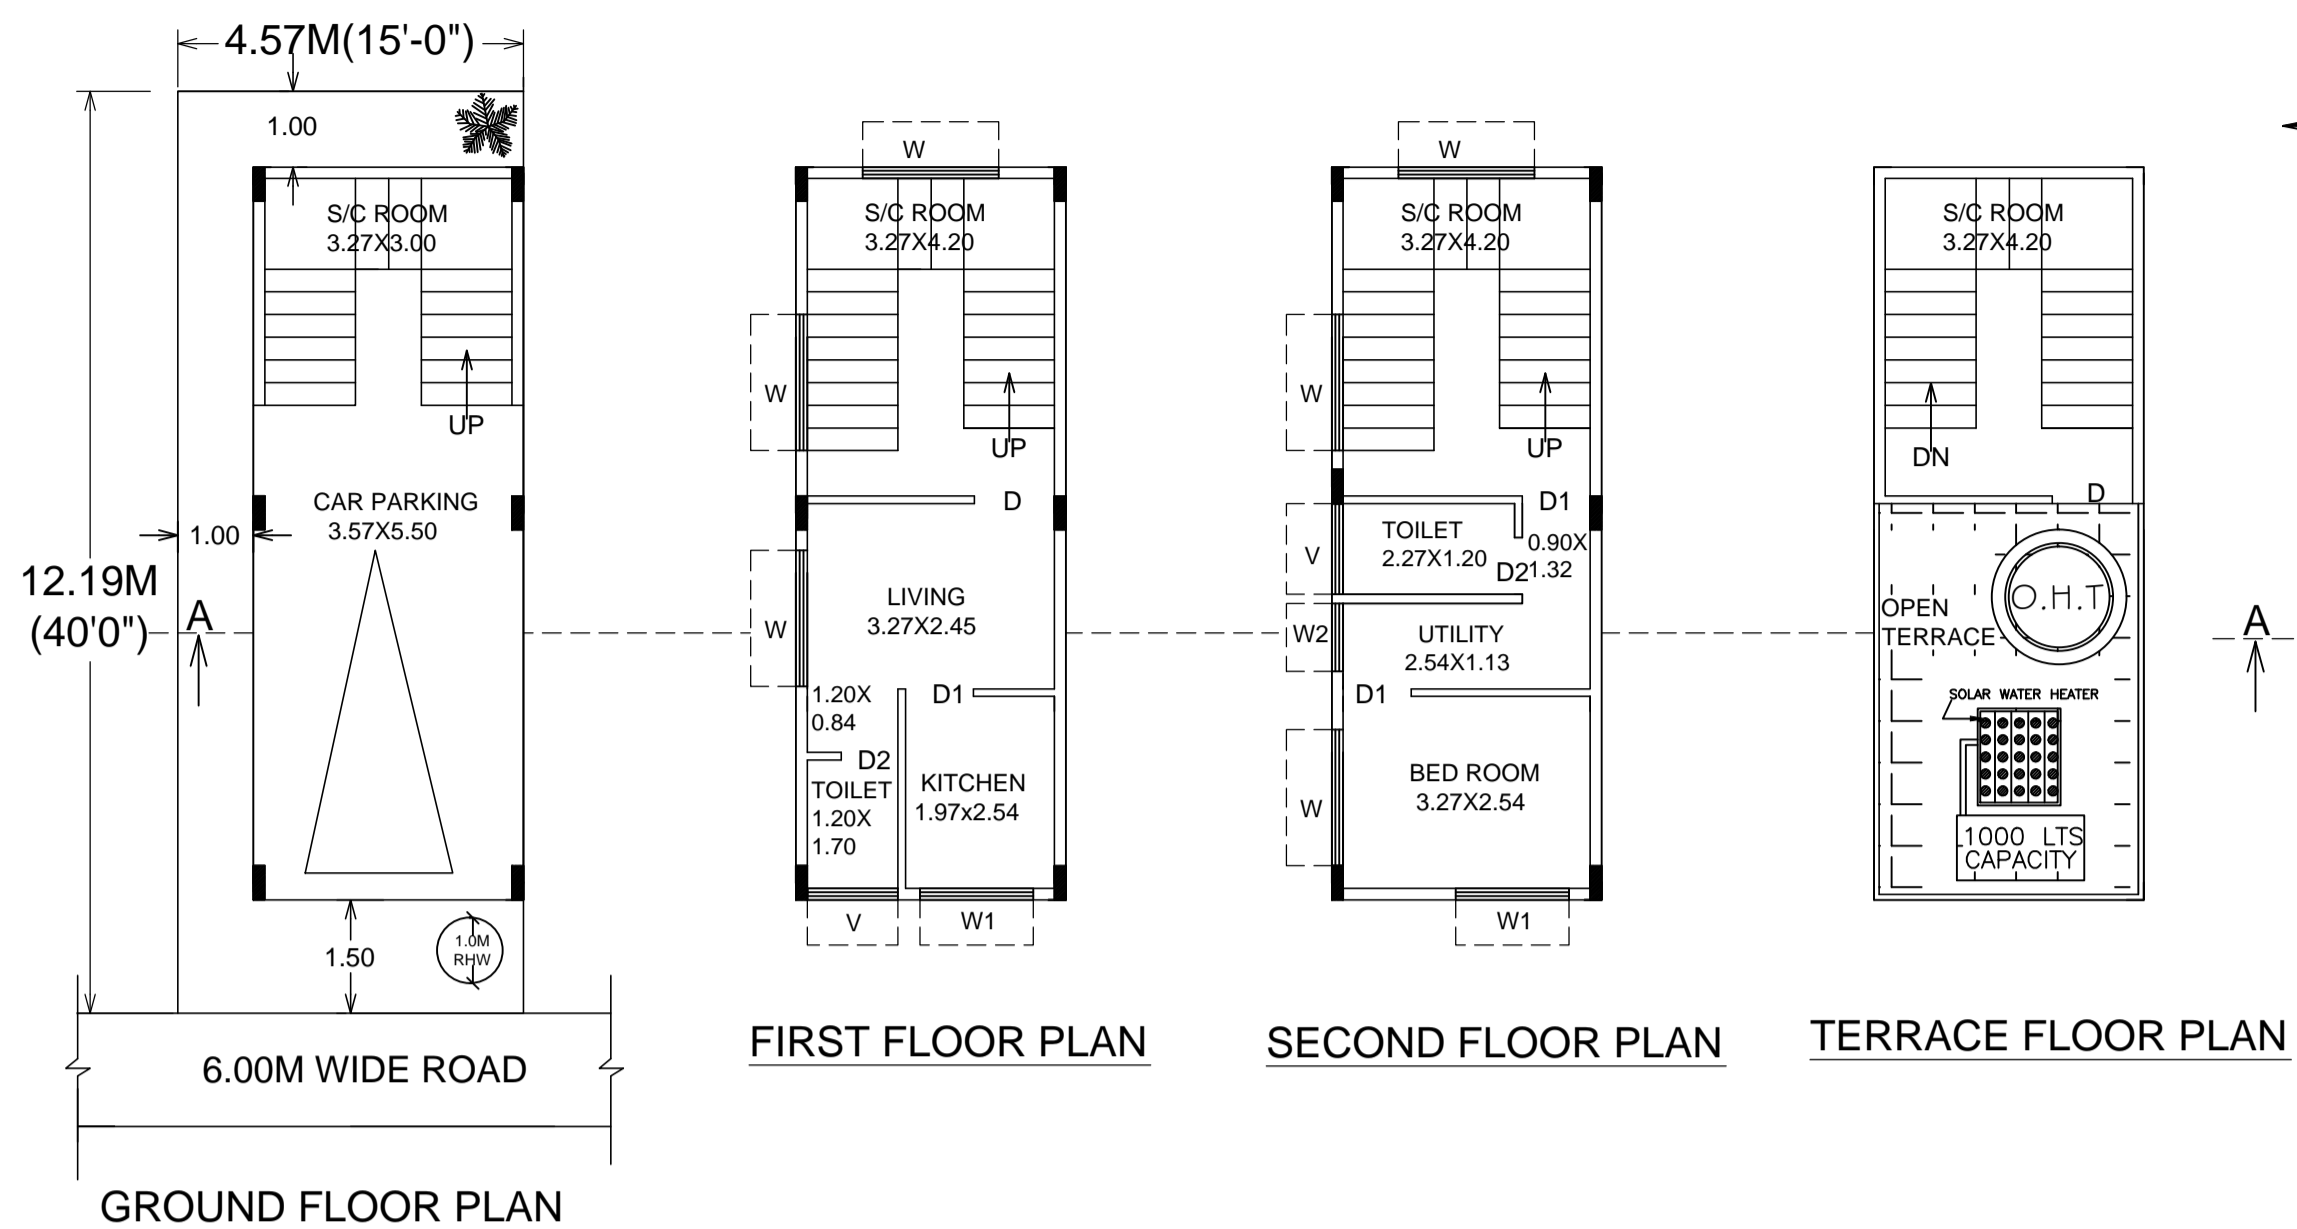 4.57M(15'-0")
1.00
S/C ROOM
3.27X3.00
UP
CAR PARKING
3.57X5.50
1.00
12.19M
(40'0")
A
1.50
1.0M
RHW
6.00M WIDE ROAD
GROUND FLOOR PLAN
W
S/C ROOM
3.27X4.20
W
UP
D
LIVING
3.27X2.45
W
1.20X
0.84
D1
D2
TOILET
1.20X
1.70
KITCHEN
1.97x2.54
V
W1
FIRST FLOOR PLAN
W
S/C ROOM
3.27X4.20
W
UP
D1
TOILET
2.27X1.20
0.90X
1.32
D2
V
W2
UTILITY
2.54X1.13
D1
BED ROOM
3.27X2.54
W
W1
SECOND FLOOR PLAN
S/C ROOM
3.27X4.20
DN
D
O.H.T
OPEN
TERRACE
SOLAR WATER HEATER
1000 LTS
CAPACITY
A
TERRACE FLOOR PLAN